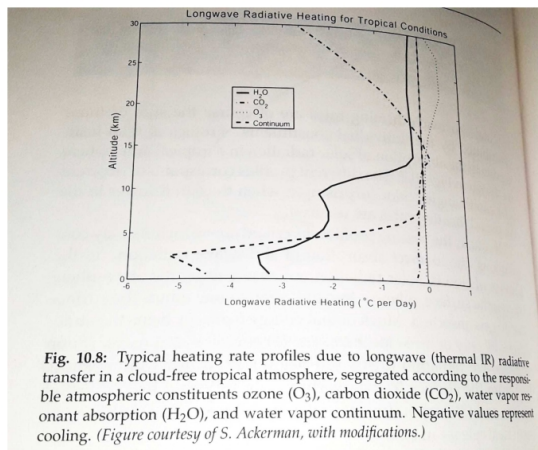 Longwave Radiative Heating for Tropical Conditions
30
25
20
15
10
5
0
Altitude (km)
H2O
CO2
O3
Continuum
-6 -5 -4 -3 -2 -1 0 1
Longwave Radiative Heating (°C per Day)
Fig. 10.8: Typical heating rate profiles due to longwave (thermal IR) radiative
transfer in a cloud-free tropical atmosphere, segregated according to the responsi-
ble atmospheric constituents ozone (O3), carbon dioxide (CO2), water vapor res-
onant absorption (H2O), and water vapor continuum. Negative values represent
cooling. (Figure courtesy of S. Ackerman, with modifications.)